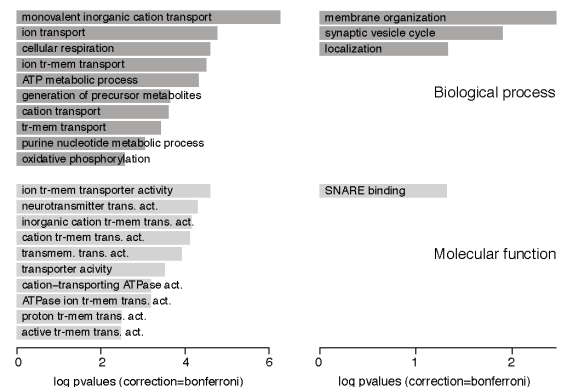 monovalent inorganic cation transport
ion transport
cellular respiration
ion tr-mem transport
ATP metabolic process
generation of precursor metabolites
cation transport
tr-mem transport
purine nucleotide metabolic process
oxidative phosphorylation
membrane organization
synaptic vesicle cycle
localization
Biological process
ion tr-mem transporter activity
neurotransmitter trans. act.
inorganic cation tr-mem trans. act.
cation tr-mem trans. act.
transmem. trans. act.
transporter acivity
cation−transporting ATPase act.
ATPase ion tr-mem trans. act.
proton tr-mem trans. act.
active tr-mem trans. act.
SNARE binding
Molecular function
0 2 4 6
log pvalues (correction=bonferroni)
0 1 2
log pvalues (correction=bonferroni)